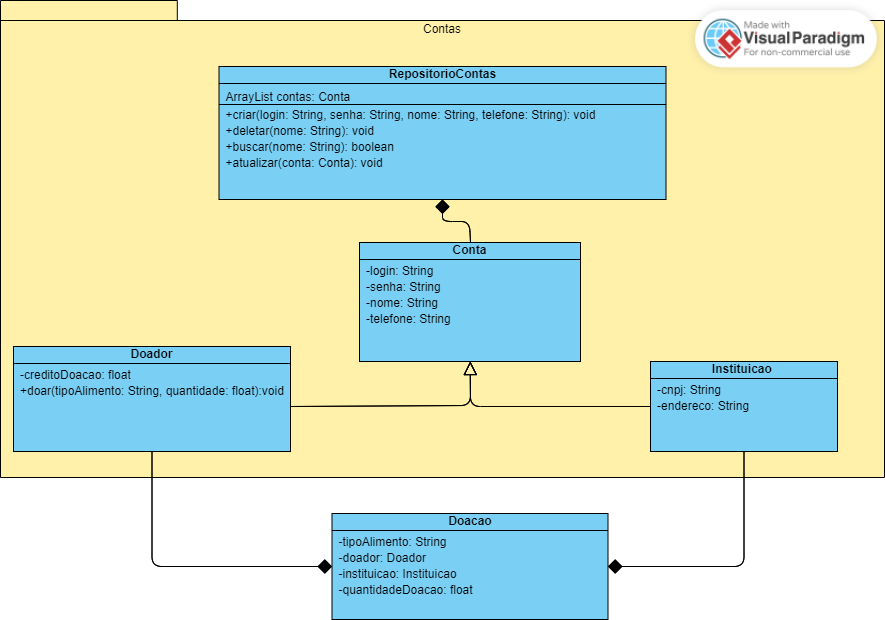 Contas
Made with
VisualParadigm
For non-commercial use
RepositorioContas
ArrayList contas: Conta
+criar(login: String, senha: String, nome: String, telefone: String): void
+deletar(nome: String): void
+buscar(nome: String): boolean
+atualizar(conta: Conta): void
Conta
-login: String
-senha: String
-nome: String
-telefone: String
Doador
-creditoDoacao: float
+doar(tipoAlimento: String, quantidade: float):void
Instituicao
-cnpj: String
-endereco: String
Doacao
-tipoAlimento: String
-doador: Doador
-instituicao: Instituicao
-quantidadeDoacao: float